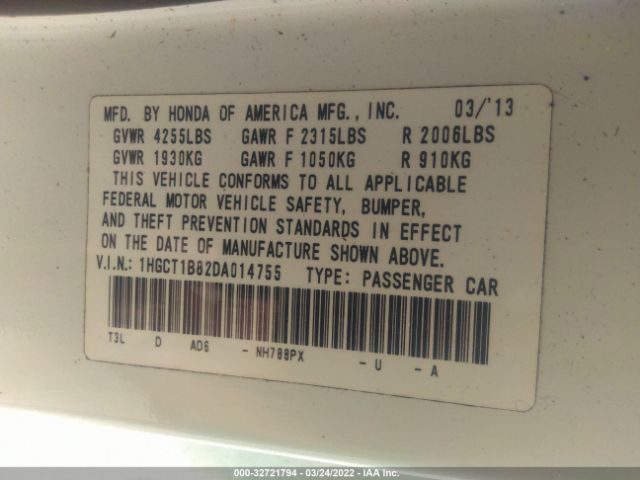 MFD. BY HONDA OF AMERICA MFG., INC. 03/'13
GVWR 4255LBS GAWR F 2315LBS R 2006LBS
GVWR 1930KG GAWR F 1050KG R 910KG
THIS VEHICLE CONFORMS TO ALL APPLICABLE
FEDERAL MOTOR VEHICLE SAFETY, BUMPER,
AND THEFT PREVENTION STANDARDS IN EFFECT
ON THE DATE OF MANUFACTURE SHOWN ABOVE.
V.I.N.: 1HGCT1B82DA014755 TYPE: PASSENGER CAR
T3L D AD6 - NH788PX - U - A
000-32721794 - 03/24/2022 - IAA Inc.